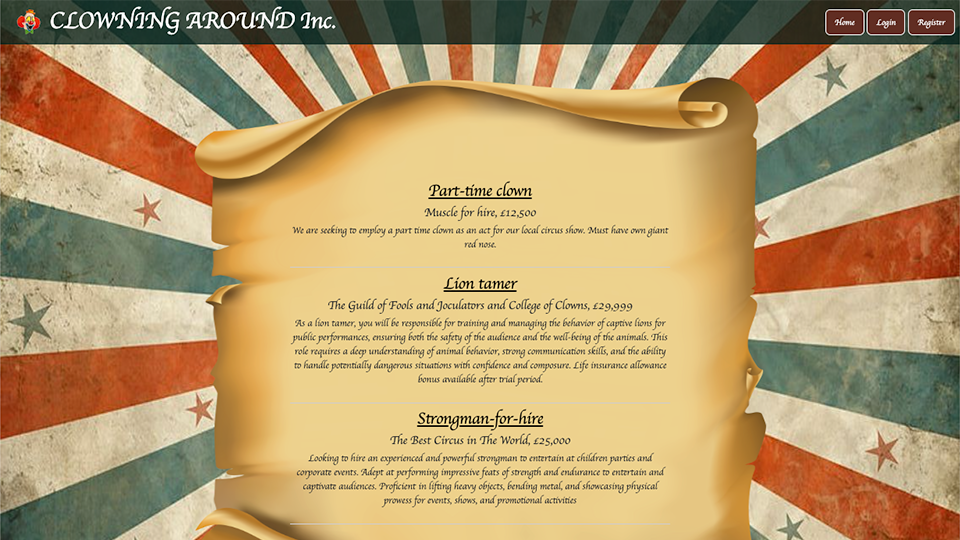 CLOWNING AROUND Inc.
Home
Login
Register
Part-time clown
Muscle for hire, £12,500
We are seeking to employ a part time clown as an act for our local circus show. Must have own giant
red nose.
Lion tamer
The Guild of Fools and Joculators and College of Clowns, £29,999
As a lion tamer, you will be responsible for training and managing the behavior of captive lions for
public performances, ensuring both the safety of the audience and the well-being of the animals. This
role requires a deep understanding of animal behavior, strong communication skills, and the ability
to handle potentially dangerous situations with confidence and composure. Life insurance allowance
bonus available after trial period.
Strongman-for-hire
The Best Circus in The World, £25,000
Looking to hire an experienced and powerful strongman to entertain at children parties and
corporate events. Adept at performing impressive feats of strength and endurance to entertain and
captivate audiences. Proficient in lifting heavy objects, bending metal, and showcasing physical
prowess for events, shows, and promotional activities